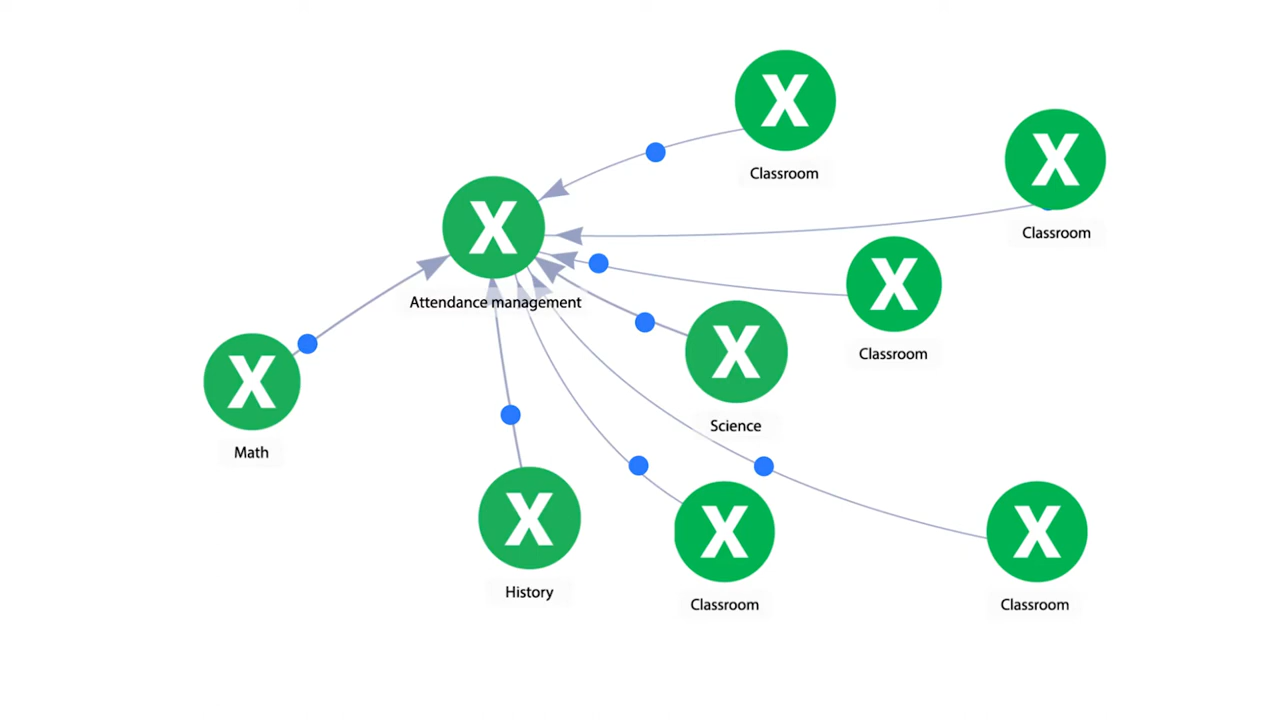 X
Classroom
X
Classroom
X
Attendance management
X
Classroom
X
Science
X
Math
X
History
X
Classroom
X
Classroom